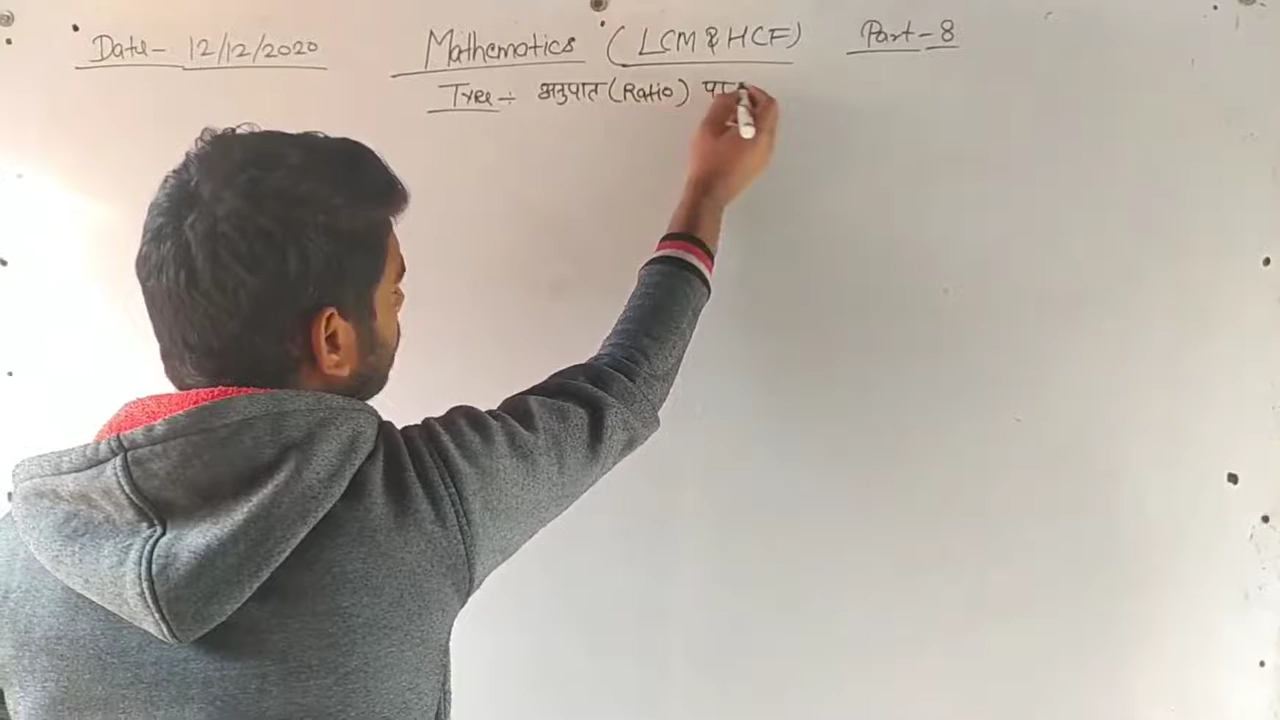 Date- 12/12/2020 Mathematics (LCM & HCF) Part-8
Type ÷ अनुपात (Ratio)